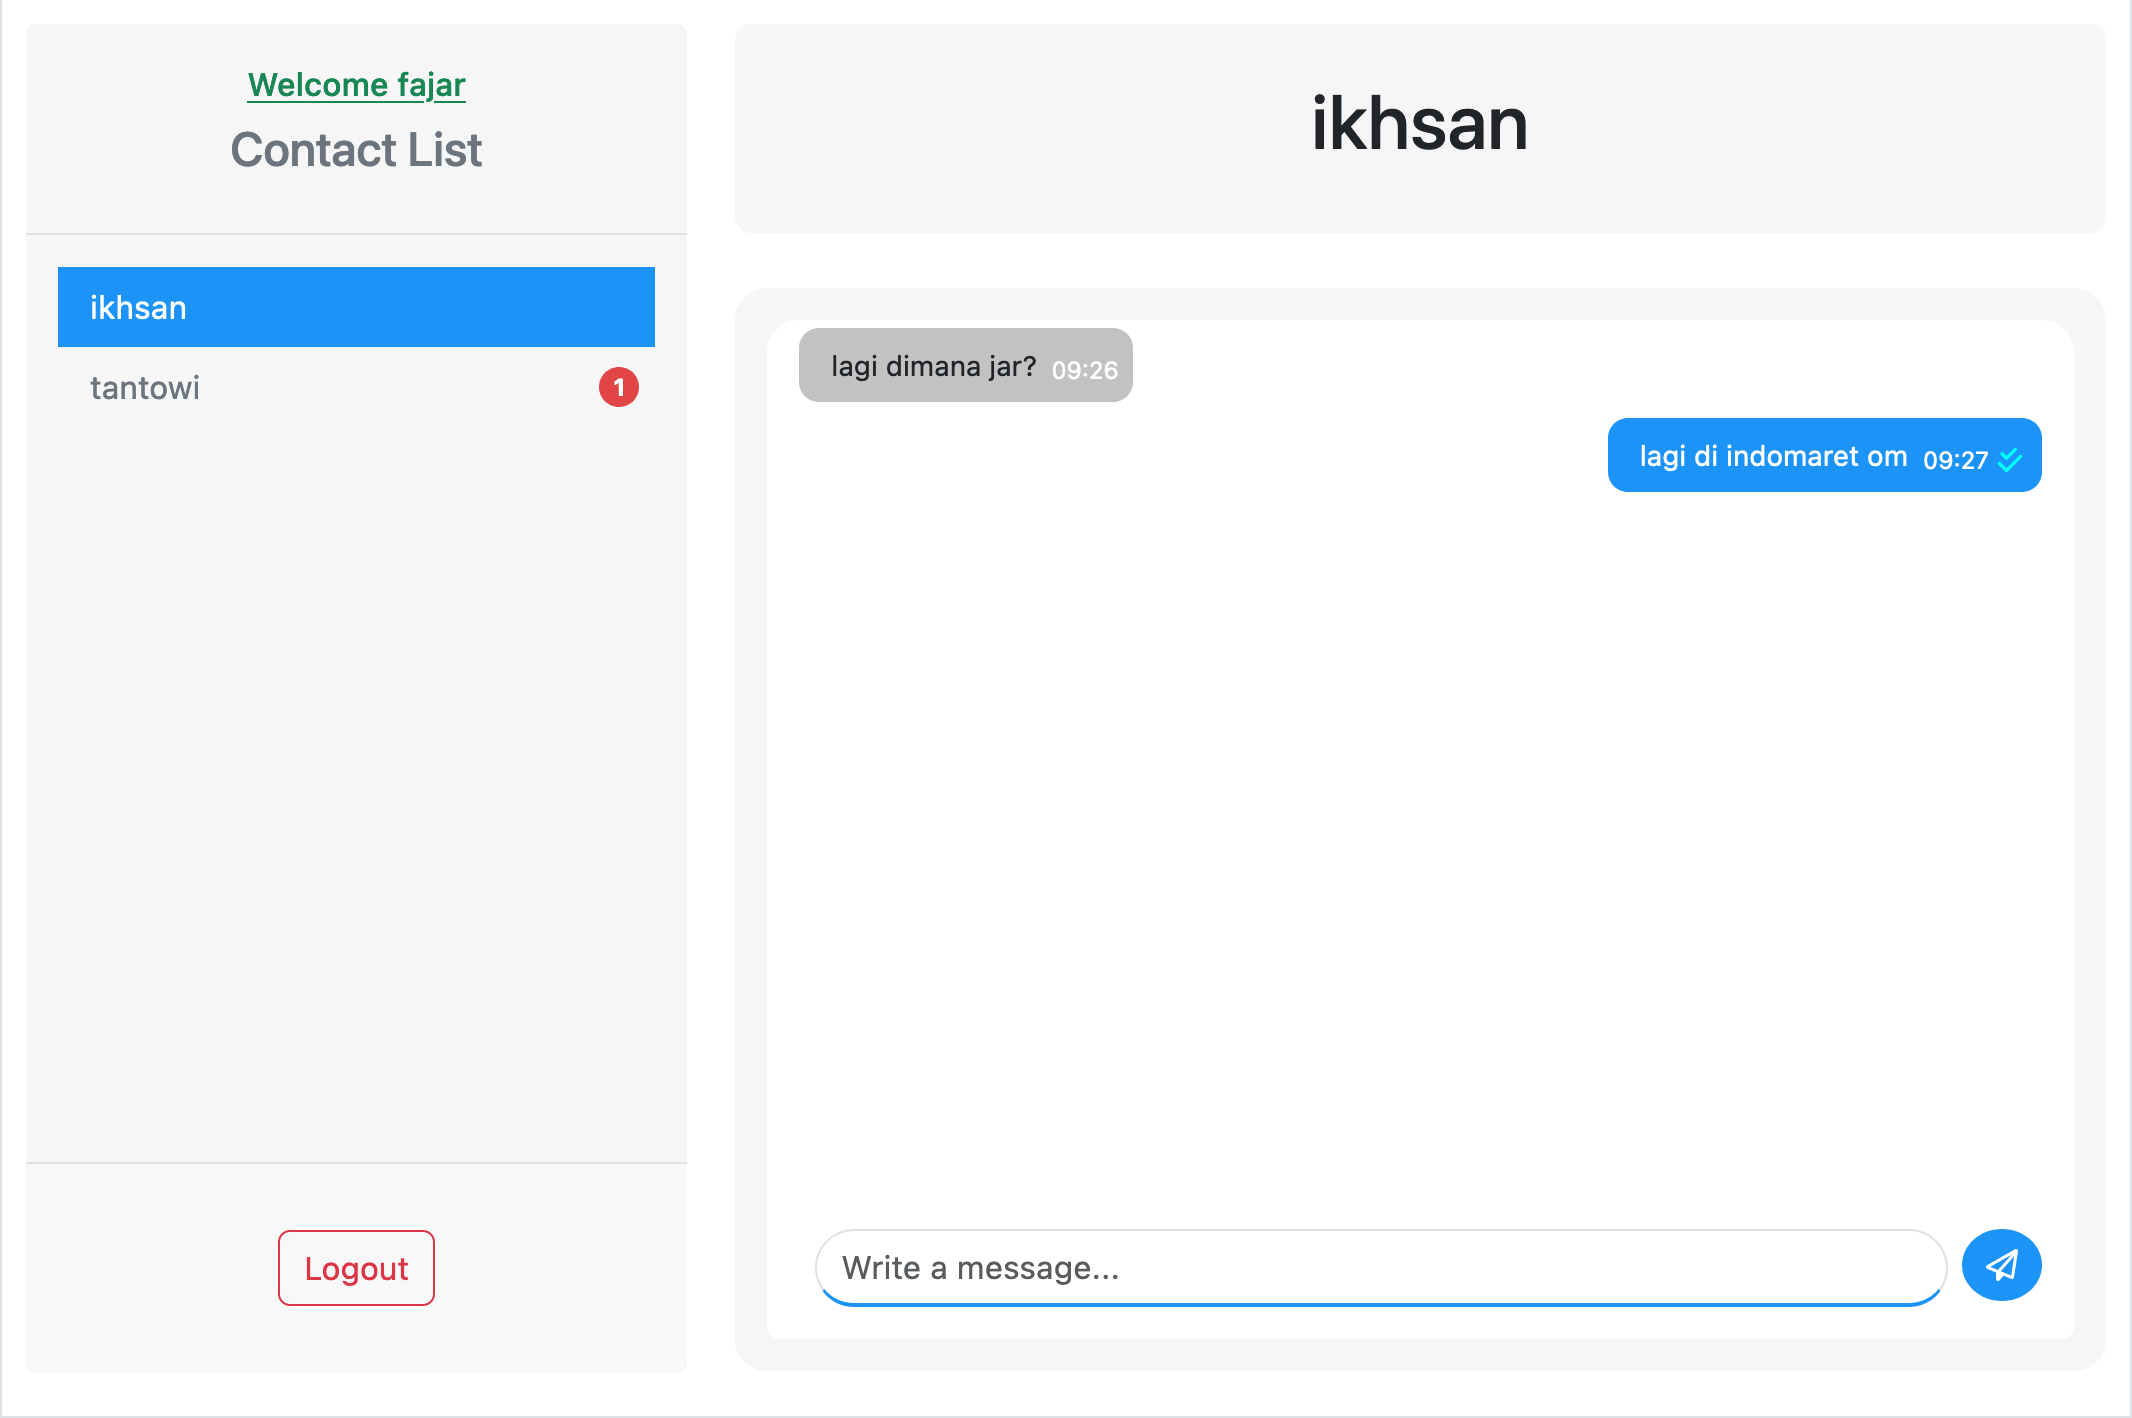 Welcome fajar
Contact List
ikhsan
tantowi 1
Logout
ikhsan
lagi dimana jar? 09:26
lagi di indomaret om 09:27
Write a message...